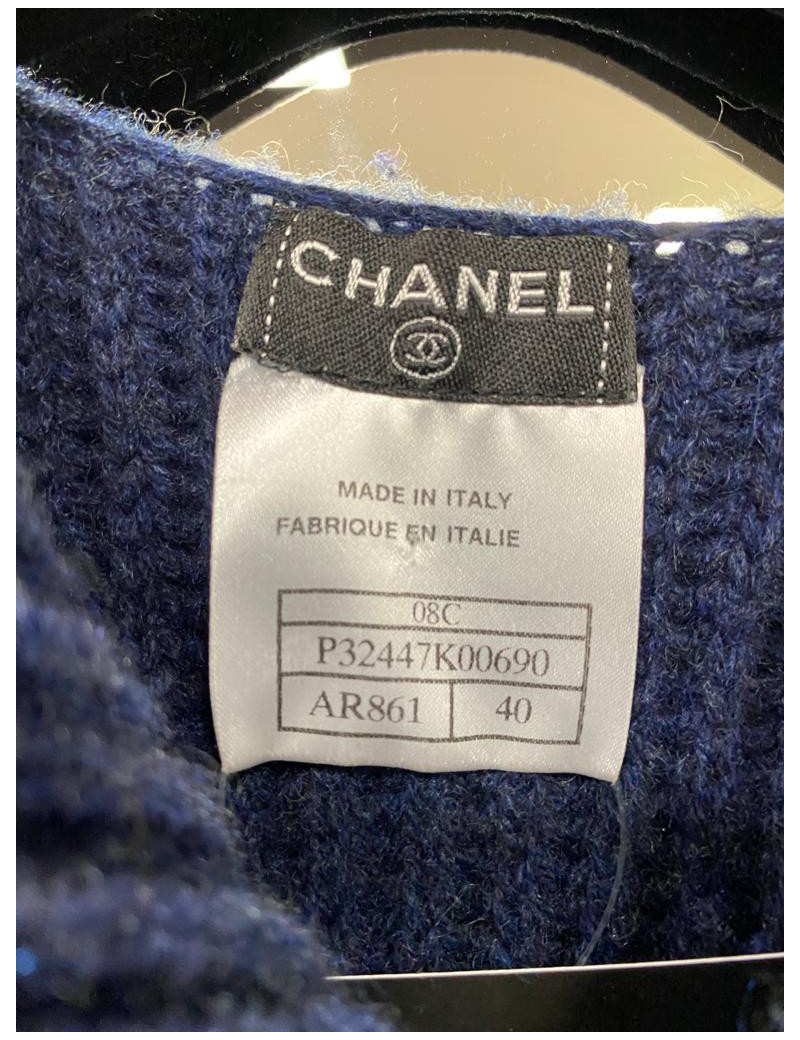 CHANEL
MADE IN ITALY
FABRIQUE EN ITALIE
08C
P32447K00690
AR861 40